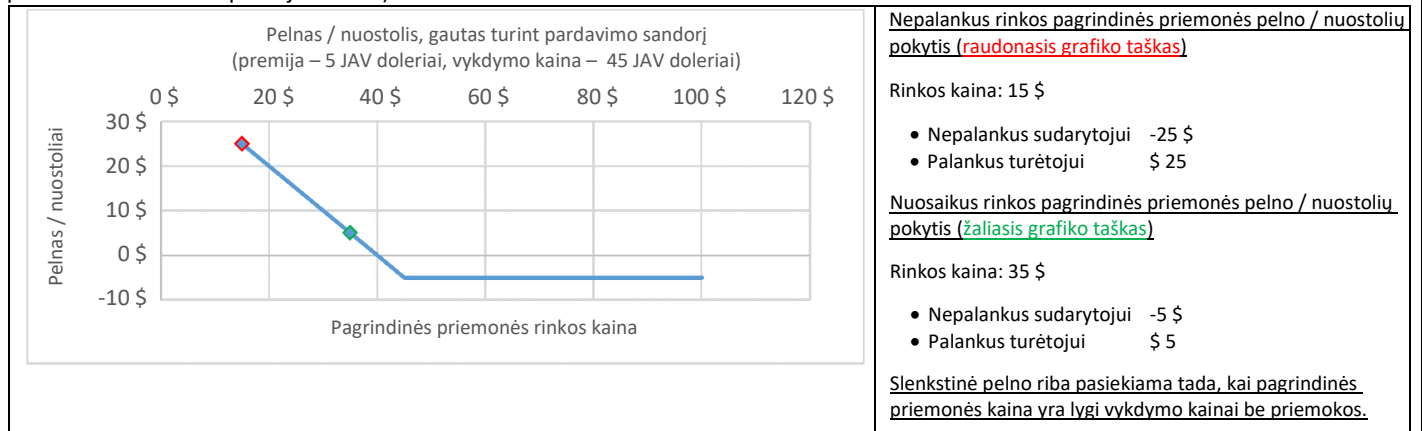 Pelnas / nuostolis, gautas turint pardavimo sandorį
(premija – 5 JAV doleriai, vykdymo kaina – 45 JAV doleriai)
0 $ 20 $ 40 $ 60 $ 80 $ 100 $ 120 $
30 $
20 $
10 $
0 $
-10 $
Pelnas / nuostoliai
Pagrindinės priemonės rinkos kaina
Nepalankus rinkos pagrindinės priemonės pelno / nuostolių
pokytis (raudonasis grafiko taškas)
Rinkos kaina: 15 $
• Nepalankus sudarytojui -25 $
• Palankus turėtojui $ 25
Nuosaikus rinkos pagrindinės priemonės pelno / nuostolių
pokytis (žaliasis grafiko taškas)
Rinkos kaina: 35 $
• Nepalankus sudarytojui -5 $
• Palankus turėtojui $ 5
Slenkstinė pelno riba pasiekiama tada, kai pagrindinės
priemonės kaina yra lygi vykdymo kainai be priemokos.